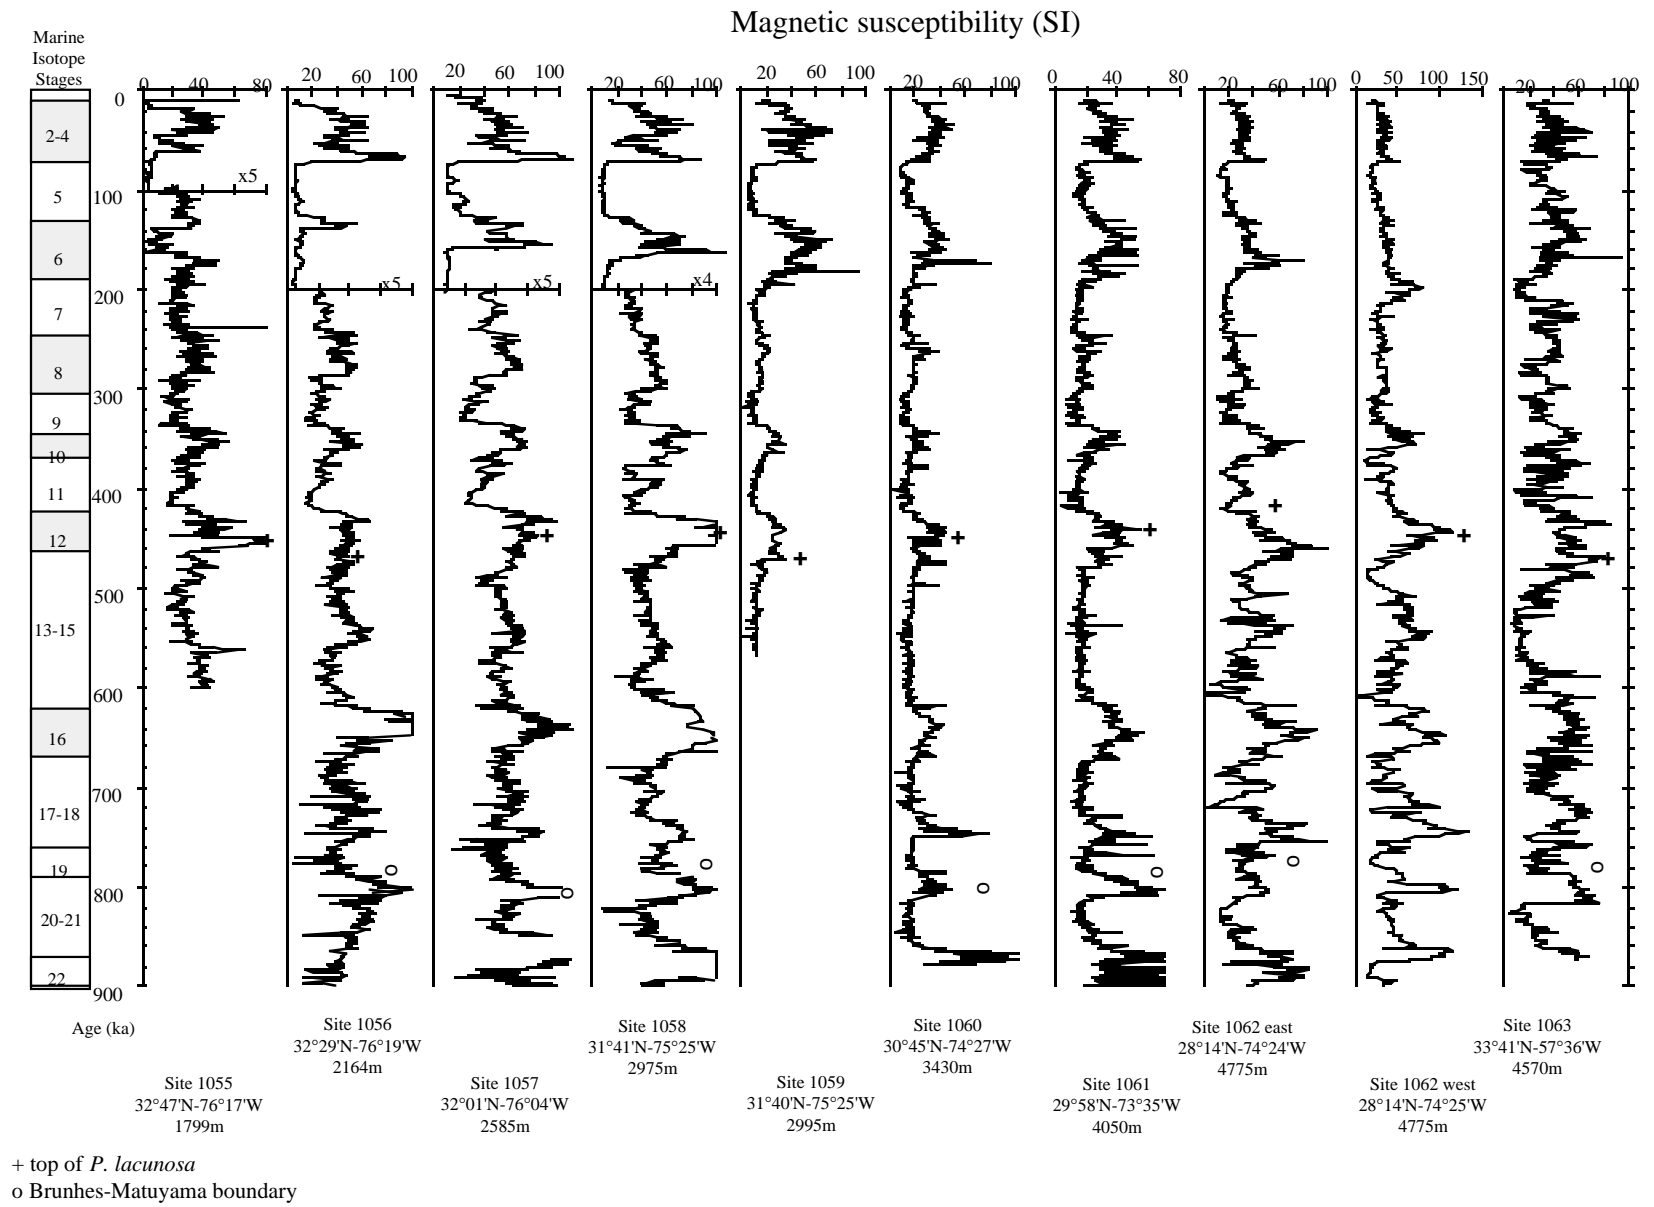 Magnetic susceptibility (SI)
Marine
Isotope
Stages
0 40 80
20 60 100
20 60 100
20 60 100
20 60 100
20 60 100
0 40 80
20 60 100
0 50 100 150
20 60 100
0
2-4
x5
5
100
6
x5
x5
x4
200
7
8
300
9
10
11
400
12
500
13-15
600
16
700
17-18
19
800
20-21
22
900
Age (ka)
Site 1055
32°47'N-76°17'W
1799m
Site 1056
32°29'N-76°19'W
2164m
Site 1057
32°01'N-76°04'W
2585m
Site 1058
31°41'N-75°25'W
2975m
Site 1059
31°40'N-75°25'W
2995m
Site 1060
30°45'N-74°27'W
3430m
Site 1061
29°58'N-73°35'W
4050m
Site 1062 east
28°14'N-74°24'W
4775m
Site 1062 west
28°14'N-74°25'W
4775m
Site 1063
33°41'N-57°36'W
4570m
+ top of P. lacunosa
o Brunhes-Matuyama boundary